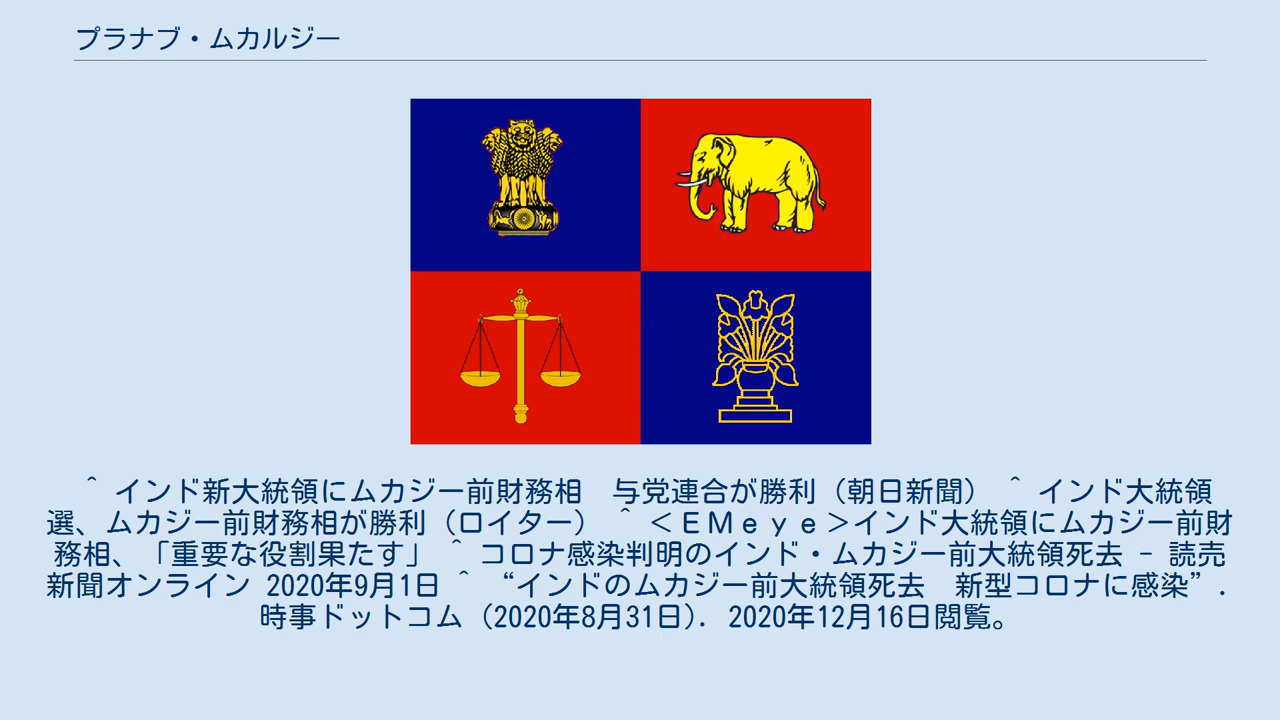 プラナブ・ムカルジー
＾ インド新大統領にムカジー前財務相　与党連合が勝利（朝日新聞） ＾ インド大統領
選、ムカジー前財務相が勝利（ロイター） ＾ ＜ＥＭｅｙｅ＞インド大統領にムカジー前財
務相、「重要な役割果たす」 ＾ コロナ感染判明のインド・ムカジー前大統領死去 - 読売
新聞オンライン 2020年9月1日 ＾ “インドのムカジー前大統領死去　新型コロナに感染”.
時事ドットコム (2020年8月31日). 2020年12月16日閲覧。